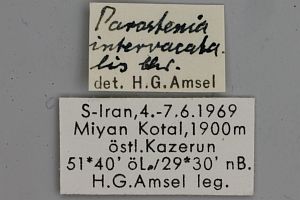 Parastenia
intervacata-
lis Chr.
det. H.G.Amsel
S-Iran,4.-7.6.1969
Miyan Kotal,1900m
östl.Kazerun
51°40' öL./29°30' nB.
H.G.Amsel leg.